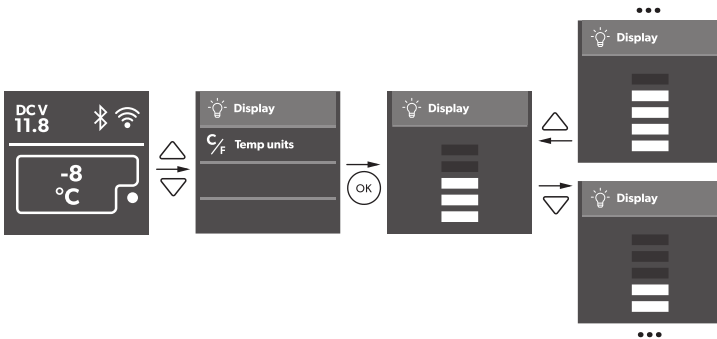 DC V
11.8
-8
°C
Display
C/F Temp units
OK
Display
•••
Display
Display
•••